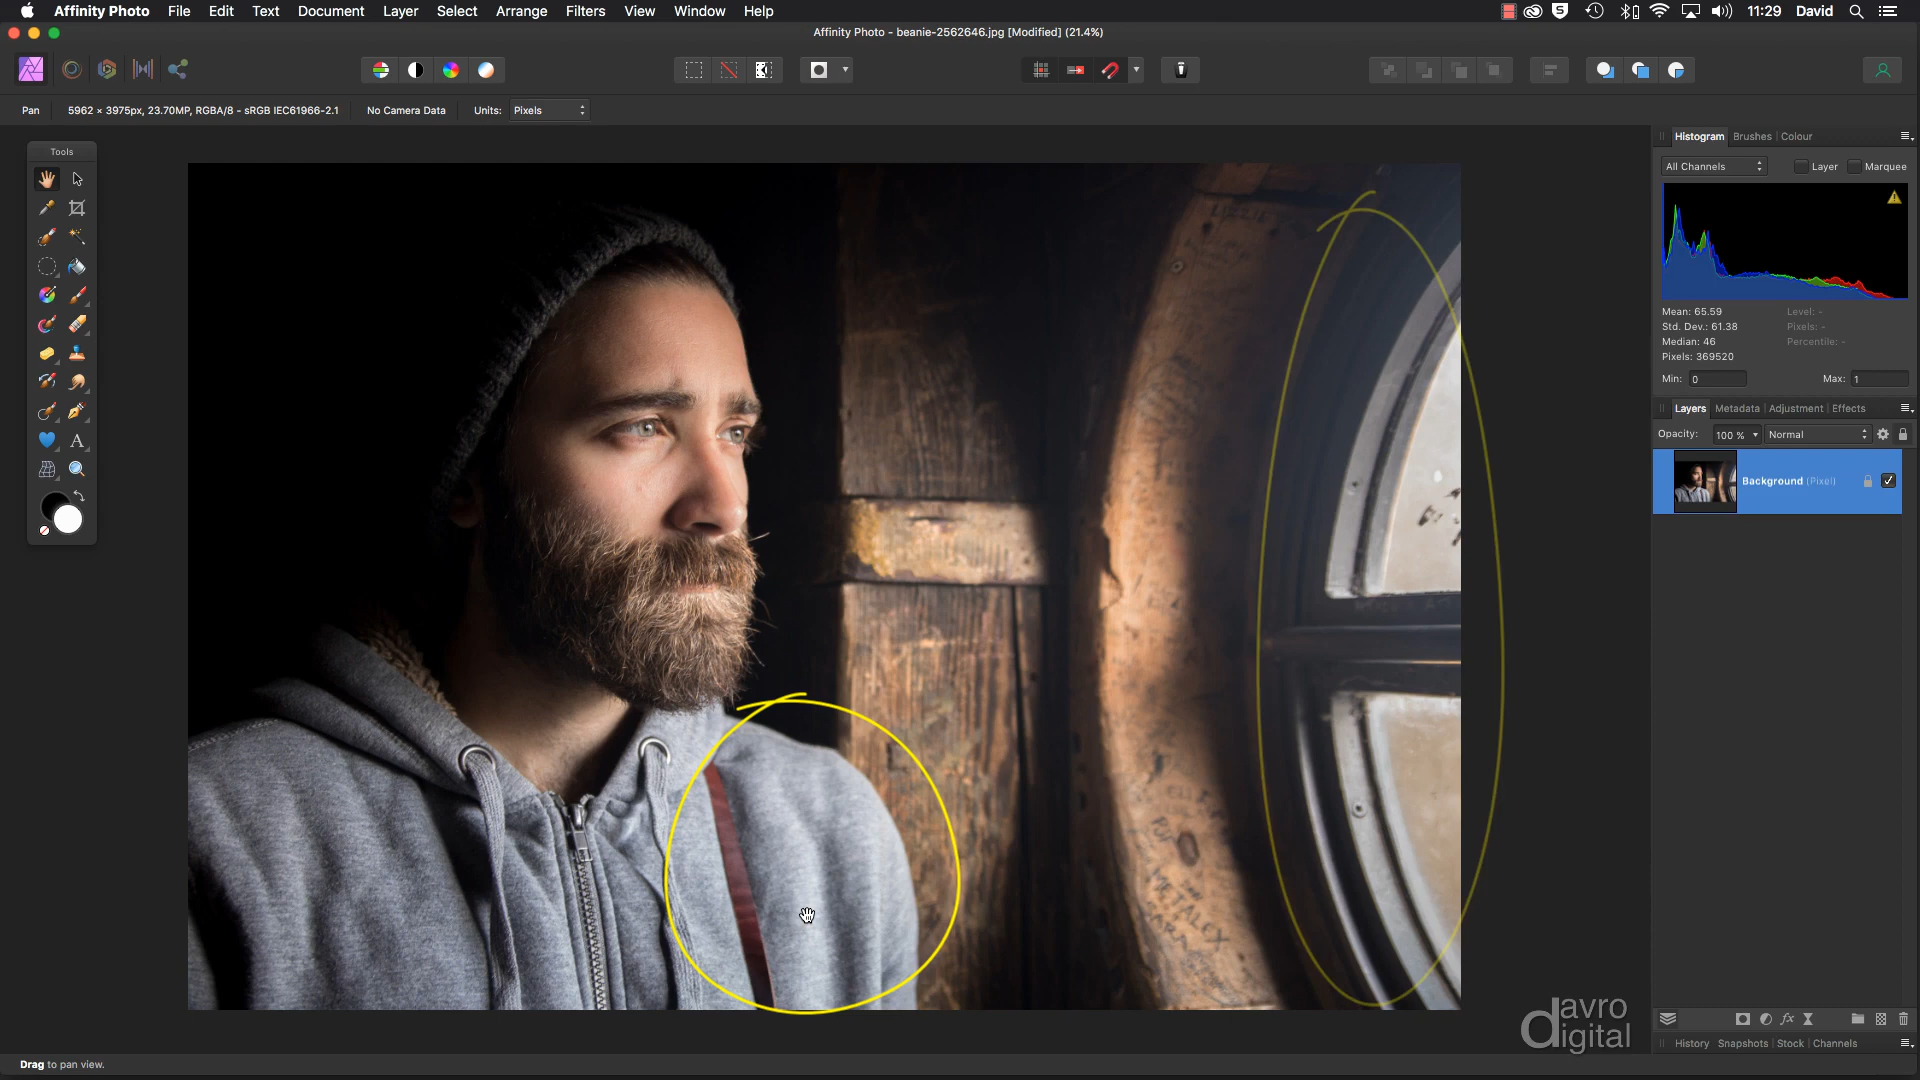 Affinity Photo File Edit Text Document Layer Select Arrange Filters View Window Help
S 11:29 David
Affinity Photo - beanie-2562646.jpg [Modified] (21.4%)
Pan 5962 × 3975px, 23.70MP, RGBA/8 - sRGB IEC61966-2.1 No Camera Data Units: Pixels
Tools
Histogram Brushes Colour
All Channels Layer Marquee
Mean: 65.59 Level: -
Std. Dev.: 61.38 Pixels: -
Median: 46 Percentile: -
Pixels: 369520
Min: 0 Max: 1
Layers Metadata Adjustment Effects
Opacity: 100 % Normal
Background (Pixel)
A
METALEX
fx
davro
digital
History Snapshots Stock Channels
Drag to pan view.